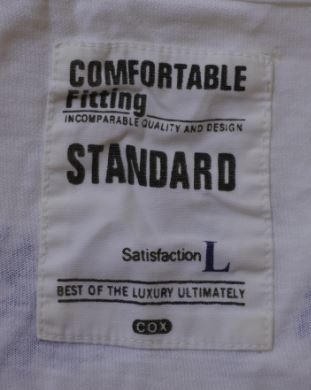 COMFORTABLE
Fitting
INCOMPARABLE QUALITY AND DESIGN
STANDARD
Satisfaction L
BEST OF THE LUXURY ULTIMATELY
COX